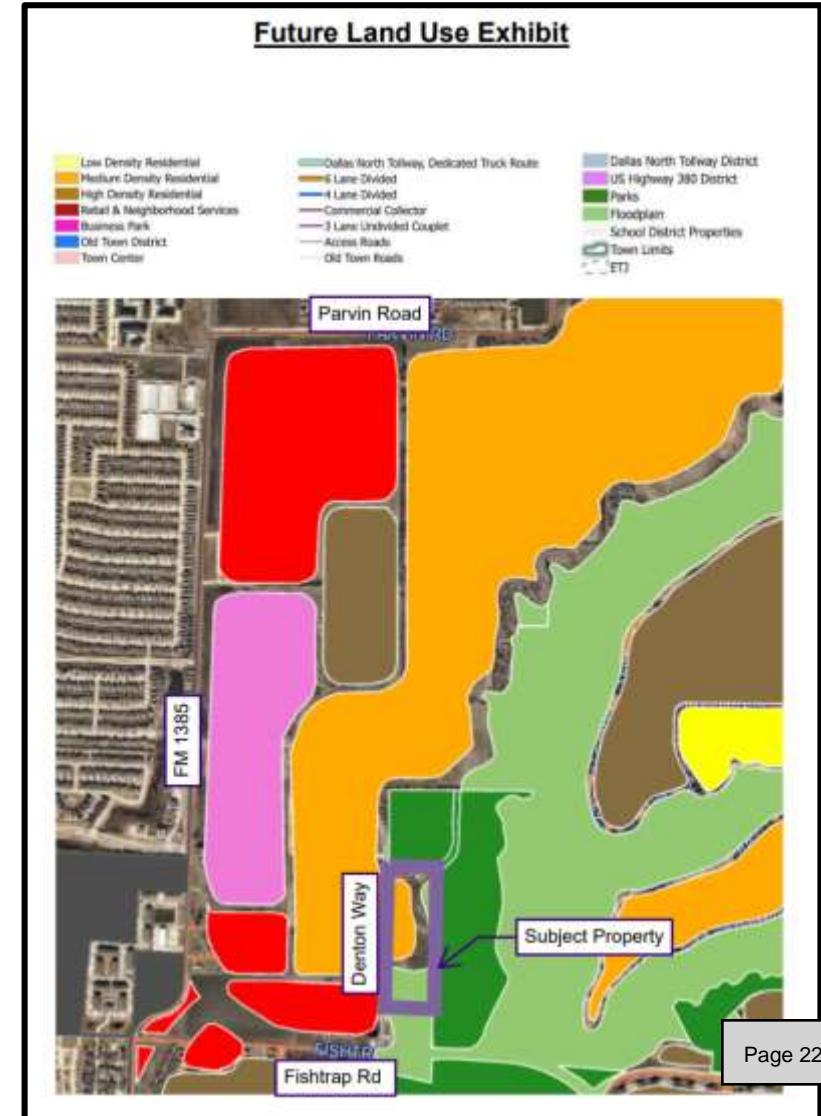 Future Land Use Exhibit
Low Density Residential
Medium Density Residential
High Density Residential
Retail & Neighborhood Services
Business Park
Old Town District
Town Center
Dallas North Tollway, Dedicated Truck Route
6 Lane Divided
4 Lane Divided
Commercial Collector
3 Lane Undivided Couplet
Access Roads
Old Town Roads
Dallas North Tollway District
US Highway 380 District
Parks
Floodplain
School District Properties
Town Limits
ETJ
Parvin Road
PARVIN RD
FM 1385
Denton Way
Subject Property
FISHTR
Fishtrap Rd
Page 22